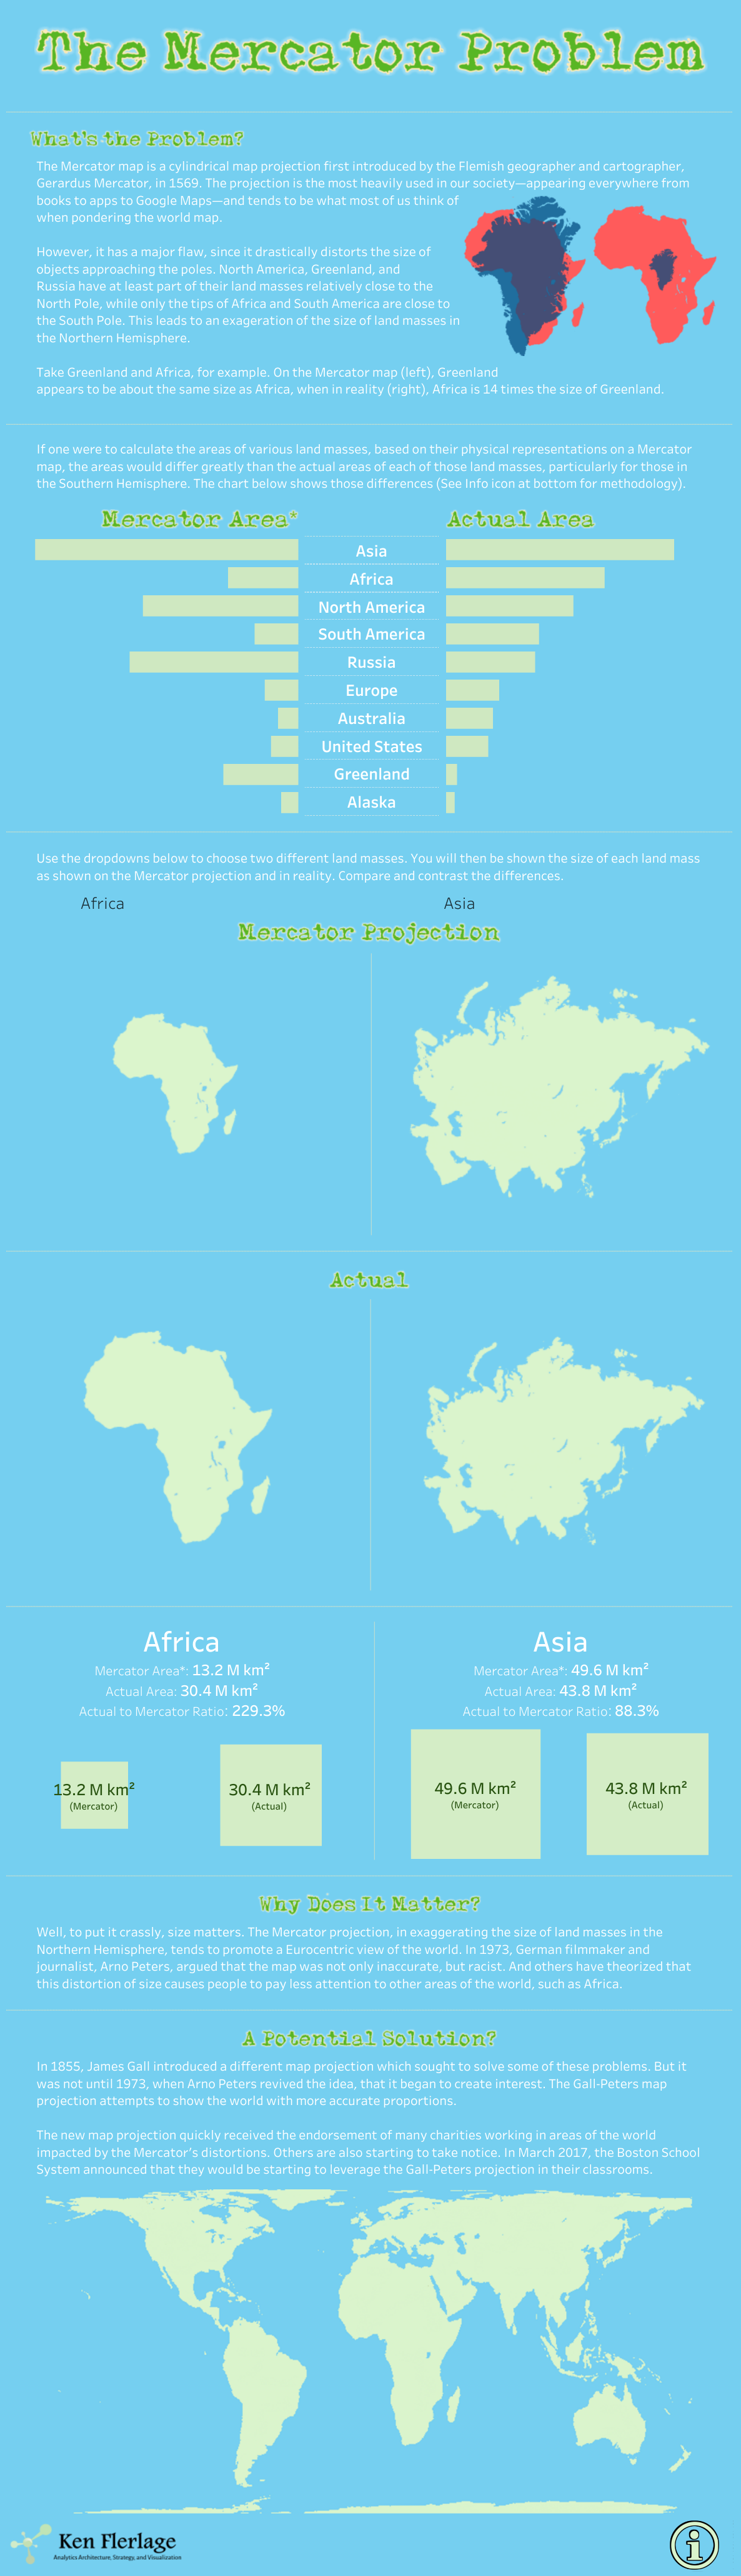 The Mercator Problem
What's the Problem?
The Mercator map is a cylindrical map projection first introduced by the Flemish geographer and cartographer,
Gerardus Mercator, in 1569. The projection is the most heavily used in our society—appearing everywhere from
books to apps to Google Maps—and tends to be what most of us think of
when pondering the world map.
However, it has a major flaw, since it drastically distorts the size of
objects approaching the poles. North America, Greenland, and
Russia have at least part of their land masses relatively close to the
North Pole, while only the tips of Africa and South America are close to
the South Pole. This leads to an exageration of the size of land masses in
the Northern Hemisphere.
Take Greenland and Africa, for example. On the Mercator map (left), Greenland
appears to be about the same size as Africa, when in reality (right), Africa is 14 times the size of Greenland.
If one were to calculate the areas of various land masses, based on their physical representations on a Mercator
map, the areas would differ greatly than the actual areas of each of those land masses, particularly for those in
the Southern Hemisphere. The chart below shows those differences (See Info icon at bottom for methodology).
Mercator Area*
Actual Area
Asia
Africa
North America
South America
Russia
Europe
Australia
United States
Greenland
Alaska
Use the dropdowns below to choose two different land masses. You will then be shown the size of each land mass
as shown on the Mercator projection and in reality. Compare and contrast the differences.
Africa
Asia
Mercator Projection
Actual
Africa
Mercator Area*: 13.2 M km²
Actual Area: 30.4 M km²
Actual to Mercator Ratio: 229.3%
13.2 M km²
(Mercator)
30.4 M km²
(Actual)
Asia
Mercator Area*: 49.6 M km²
Actual Area: 43.8 M km²
Actual to Mercator Ratio: 88.3%
49.6 M km²
(Mercator)
43.8 M km²
(Actual)
Why Does It Matter?
Well, to put it crassly, size matters. The Mercator projection, in exaggerating the size of land masses in the
Northern Hemisphere, tends to promote a Eurocentric view of the world. In 1973, German filmmaker and
journalist, Arno Peters, argued that the map was not only inaccurate, but racist. And others have theorized that
this distortion of size causes people to pay less attention to other areas of the world, such as Africa.
A Potential Solution?
In 1855, James Gall introduced a different map projection which sought to solve some of these problems. But it
was not until 1973, when Arno Peters revived the idea, that it began to create interest. The Gall-Peters map
projection attempts to show the world with more accurate proportions.
The new map projection quickly received the endorsement of many charities working in areas of the world
impacted by the Mercator's distortions. Others are also starting to take notice. In March 2017, the Boston School
System announced that they would be starting to leverage the Gall-Peters projection in their classrooms.
Ken Flerlage
Analytics Architecture, Strategy, and Visualization
i